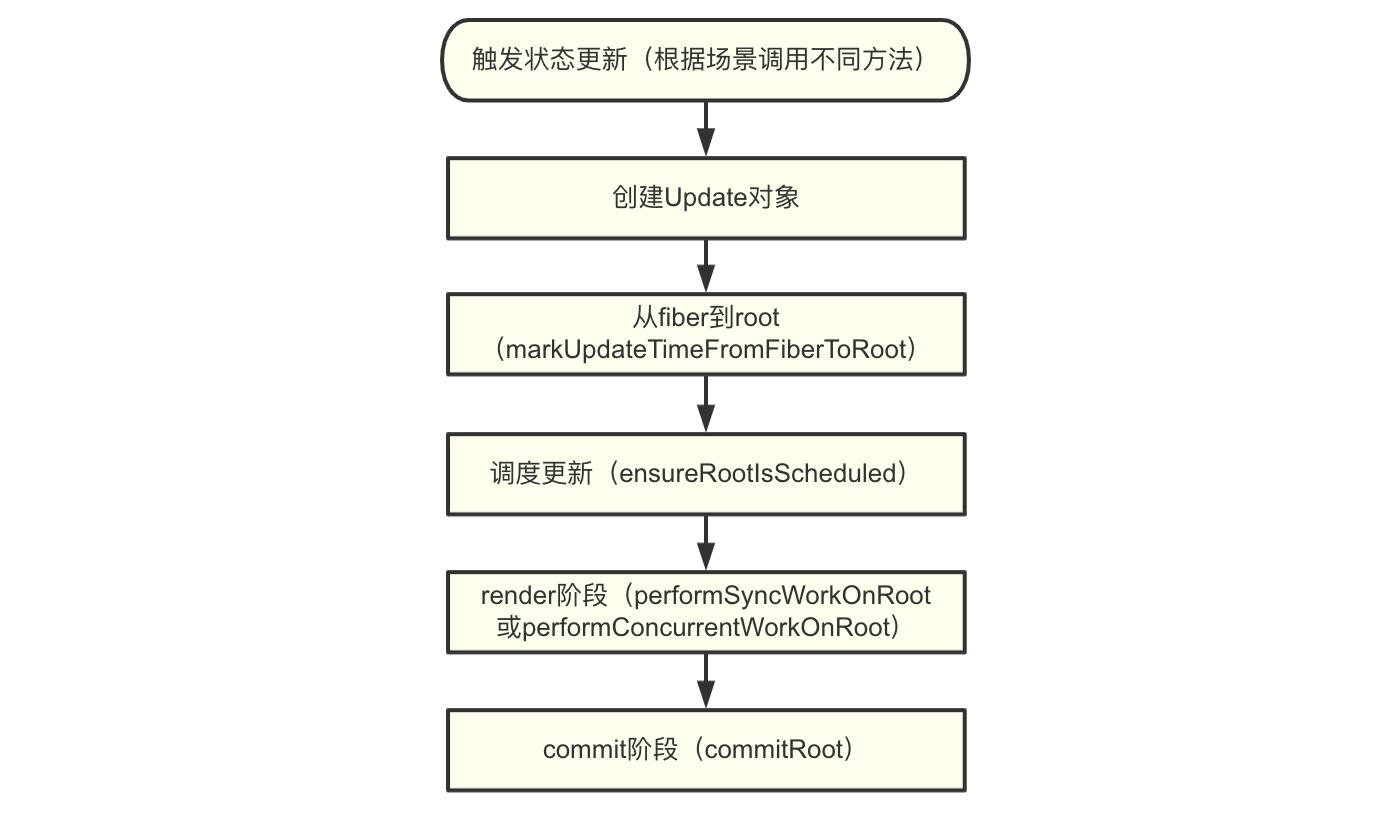 触发状态更新（根据场景调用不同方法）
创建Update对象
从fiber到root
（markUpdateTimeFromFiberToRoot）
调度更新（ensureRootIsScheduled）
render阶段（performSyncWorkOnRoot
或performConcurrentWorkOnRoot）
commit阶段（commitRoot）